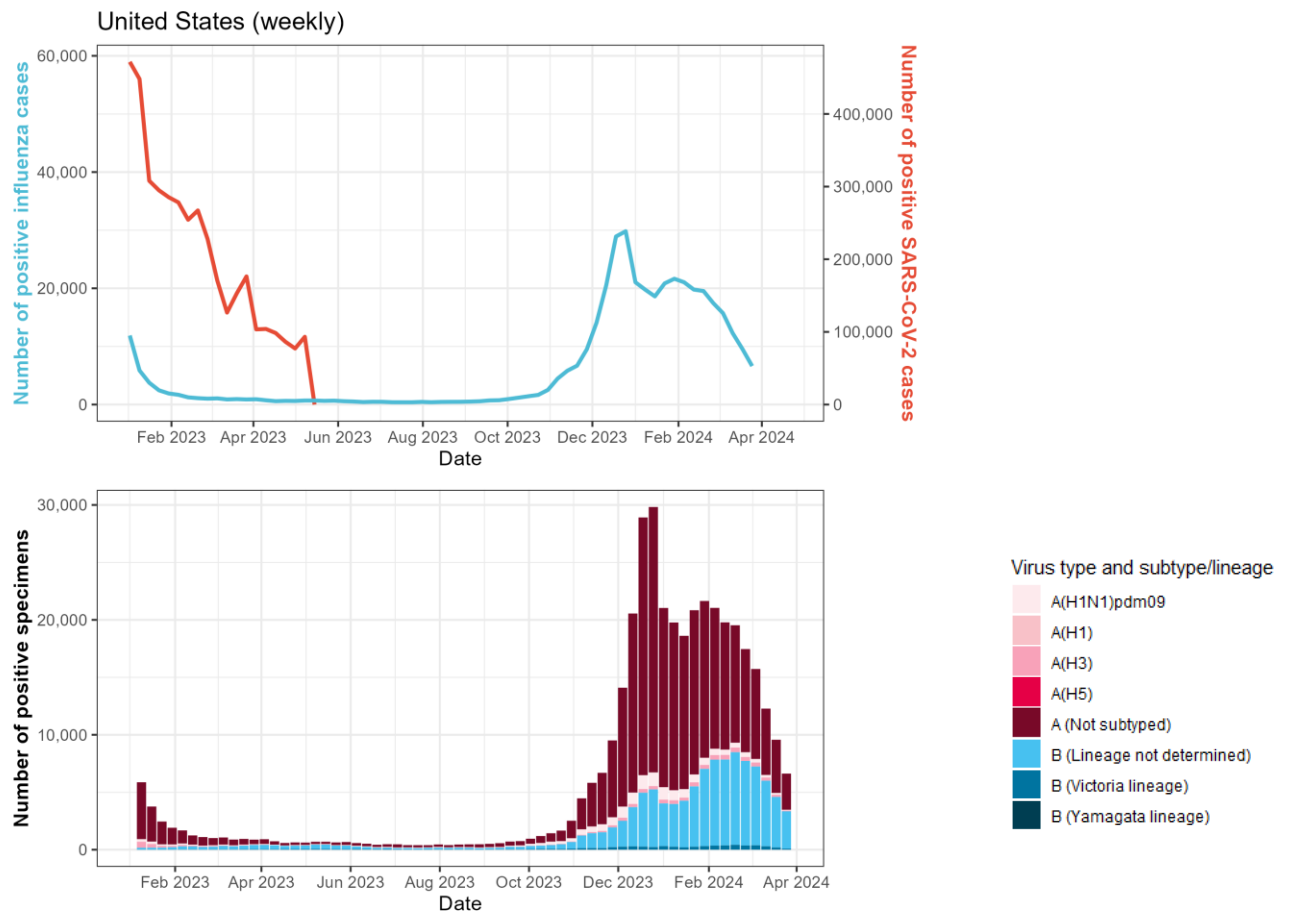 United States (weekly)
Number of positive influenza cases
60,000
40,000
20,000
0
400,000
300,000
200,000
100,000
0
Number of positive SARS-CoV-2 cases
Feb 2023 Apr 2023 Jun 2023 Aug 2023 Oct 2023 Dec 2023 Feb 2024 Apr 2024
Date
Number of positive specimens
30,000
20,000
10,000
0
Feb 2023 Apr 2023 Jun 2023 Aug 2023 Oct 2023 Dec 2023 Feb 2024 Apr 2024
Date
Virus type and subtype/lineage
A(H1N1)pdm09
A(H1)
A(H3)
A(H5)
A (Not subtyped)
B (Lineage not determined)
B (Victoria lineage)
B (Yamagata lineage)